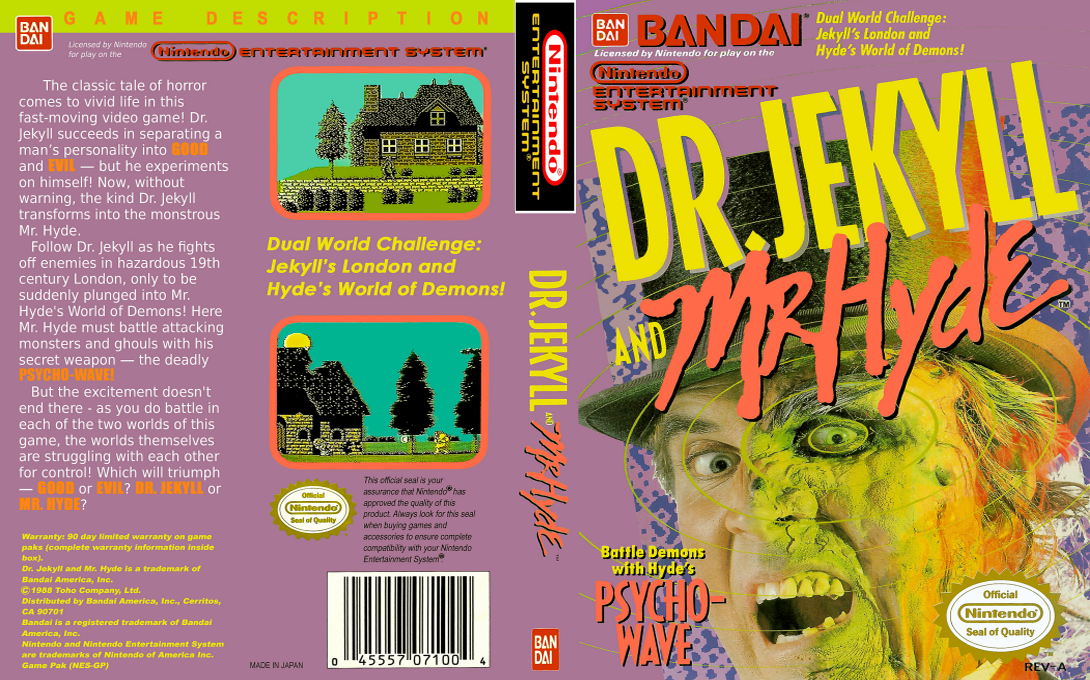 GAME DESCRIPTION
BAN
DAI
Licensed by Nintendo
for play on the
Nintendo ENTERTAINMENT SYSTEM®
The classic tale of horror
comes to vivid life in this
fast-moving video game! Dr.
Jekyll succeeds in separating a
man's personality into GOOD
and EVIL — but he experiments
on himself! Now, without
warning, the kind Dr. Jekyll
transforms into the monstrous
Mr. Hyde.
Follow Dr. Jekyll as he fights
off enemies in hazardous 19th
century London, only to be
suddenly plunged into Mr.
Hyde's World of Demons! Here
Mr. Hyde must battle attacking
monsters and ghouls with his
secret weapon — the deadly
PSYCHO-WAVE!
But the excitement doesn't
end there - as you do battle in
each of the two worlds of this
game, the worlds themselves
are struggling with each other
for control! Which will triumph
— GOOD or EVIL? DR. JEKYLL or
MR. HYDE?
Warranty: 90 day limited warranty on game
paks (complete warranty information inside
box).
Dr. Jekyll and Mr. Hyde is a trademark of
Bandai America, Inc.
©1988 Toho Company, Ltd.
Distributed by Bandai America, Inc., Cerritos,
CA 90701
Bandai is a registered trademark of Bandai
America, Inc.
Nintendo and Nintendo Entertainment System
are trademarks of Nintendo of America Inc.
Game Pak (NES-GP)
Dual World Challenge:
Jekyll's London and
Hyde's World of Demons!
Official
Nintendo
Seal of Quality
This official seal is your
assurance that Nintendo® has
approved the quality of this
product. Always look for this seal
when buying games and
accessories to ensure complete
compatibility with your Nintendo
Entertainment System®.
MADE IN JAPAN
0 45557 07100 4
Nintendo®
ENTERTAINMENT
SYSTEM®
DR. JEKYLL AND Mr Hyde
BAN
DAI
BAN
DAI
BANDAI®
Licensed by Nintendo for play on the
Nintendo
ENTERTAINMENT
SYSTEM®
Dual World Challenge:
Jekyll's London and
Hyde's World of Demons!
DR. JEKYLL
AND Mr Hyde™
Battle Demons
with Hyde's
PSYCHO-
WAVE
Official
Nintendo
Seal of Quality
REV-A